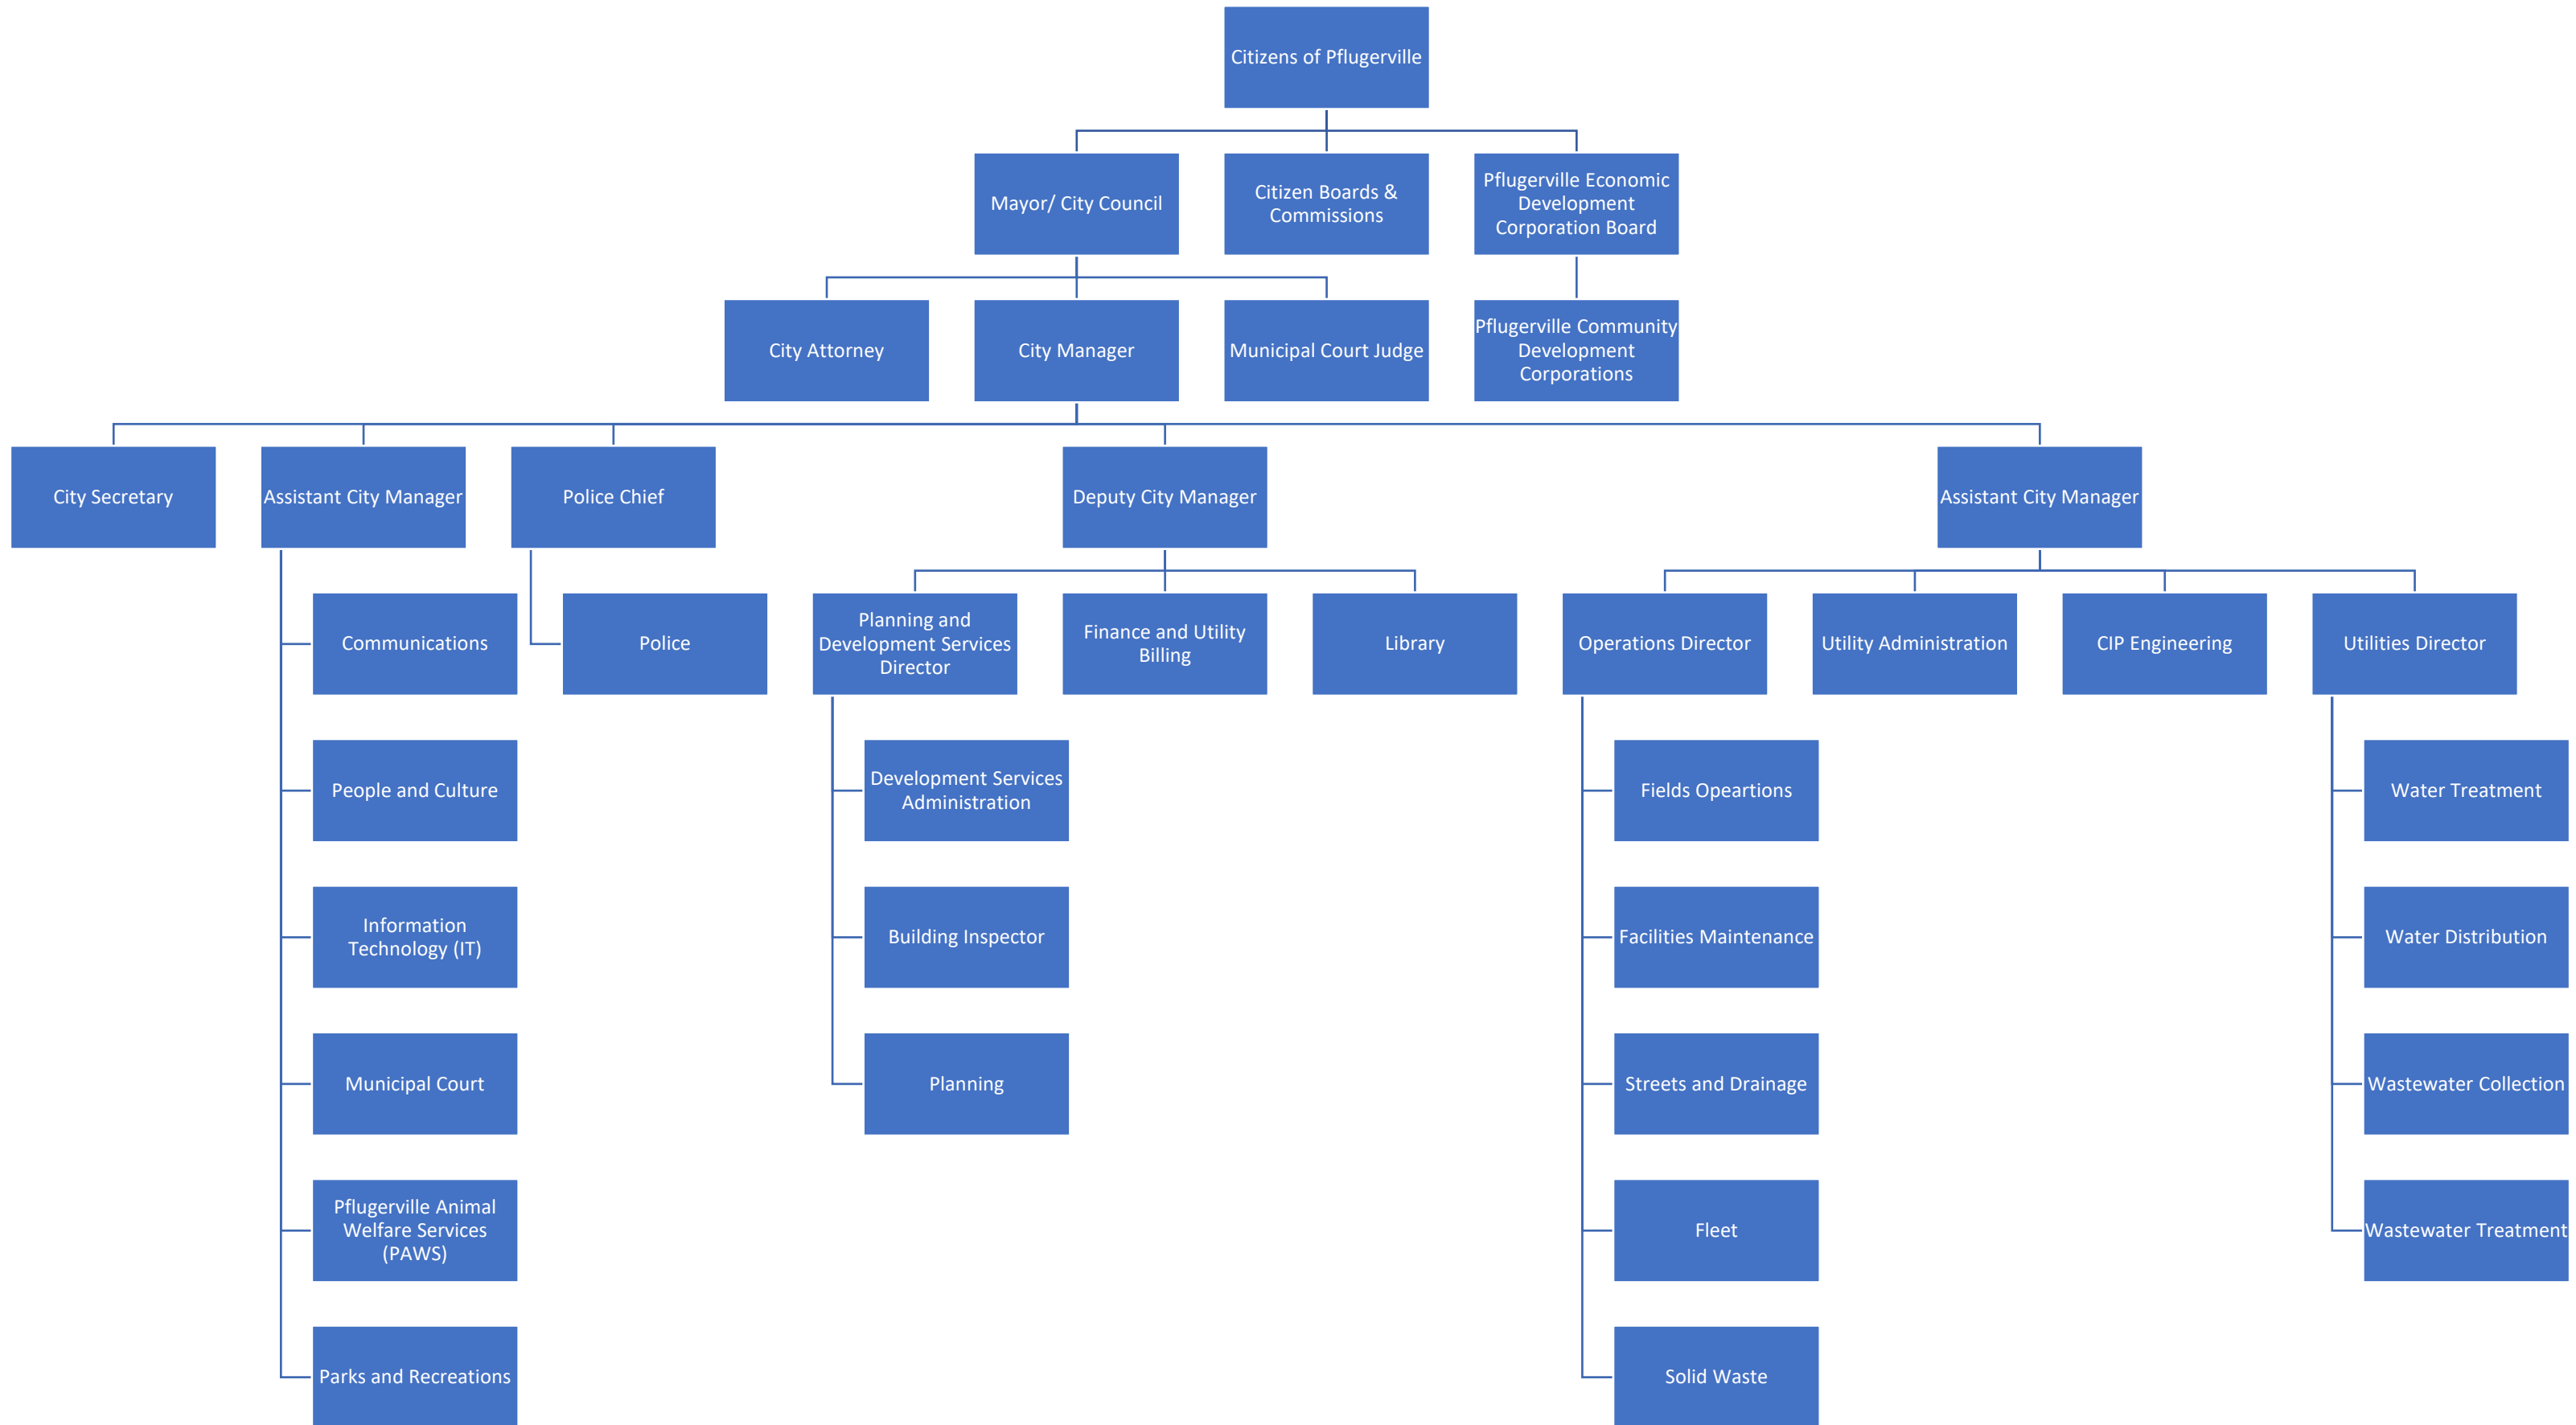 Citizens of Pflugerville
Mayor/ City Council
Citizen Boards &
Commissions
Pflugerville Economic
Development
Corporation Board
City Attorney
City Manager
Municipal Court Judge
Pflugerville Community
Development
Corporations
City Secretary
Assistant City Manager
Police Chief
Deputy City Manager
Assistant City Manager
Communications
Police
Planning and
Development Services
Director
Finance and Utility
Billing
Library
Operations Director
Utility Administration
CIP Engineering
Utilities Director
People and Culture
Development Services
Administration
Fields Opeartions
Water Treatment
Information
Technology (IT)
Building Inspector
Facilities Maintenance
Water Distribution
Municipal Court
Planning
Streets and Drainage
Wastewater Collection
Pflugerville Animal
Welfare Services
(PAWS)
Fleet
Wastewater Treatment
Parks and Recreations
Solid Waste